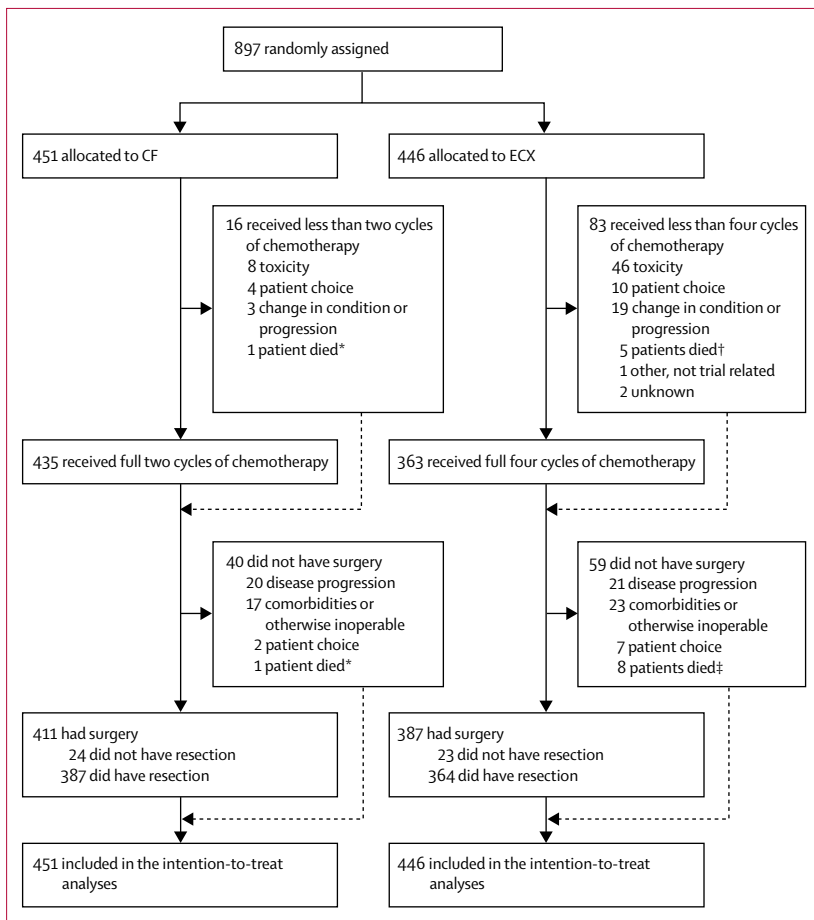 897 randomly assigned
451 allocated to CF
446 allocated to ECX
16 received less than two cycles
of chemotherapy
8 toxicity
4 patient choice
3 change in condition or
progression
1 patient died*
83 received less than four cycles
of chemotherapy
46 toxicity
10 patient choice
19 change in condition or
progression
5 patients died†
1 other, not trial related
2 unknown
435 received full two cycles of chemotherapy
363 received full four cycles of chemotherapy
40 did not have surgery
20 disease progression
17 comorbidities or
otherwise inoperable
2 patient choice
1 patient died*
59 did not have surgery
21 disease progression
23 comorbidities or
otherwise inoperable
7 patient choice
8 patients died‡
411 had surgery
24 did not have resection
387 did have resection
387 had surgery
23 did not have resection
364 did have resection
451 included in the intention-to-treat
analyses
446 included in the intention-to-treat
analyses